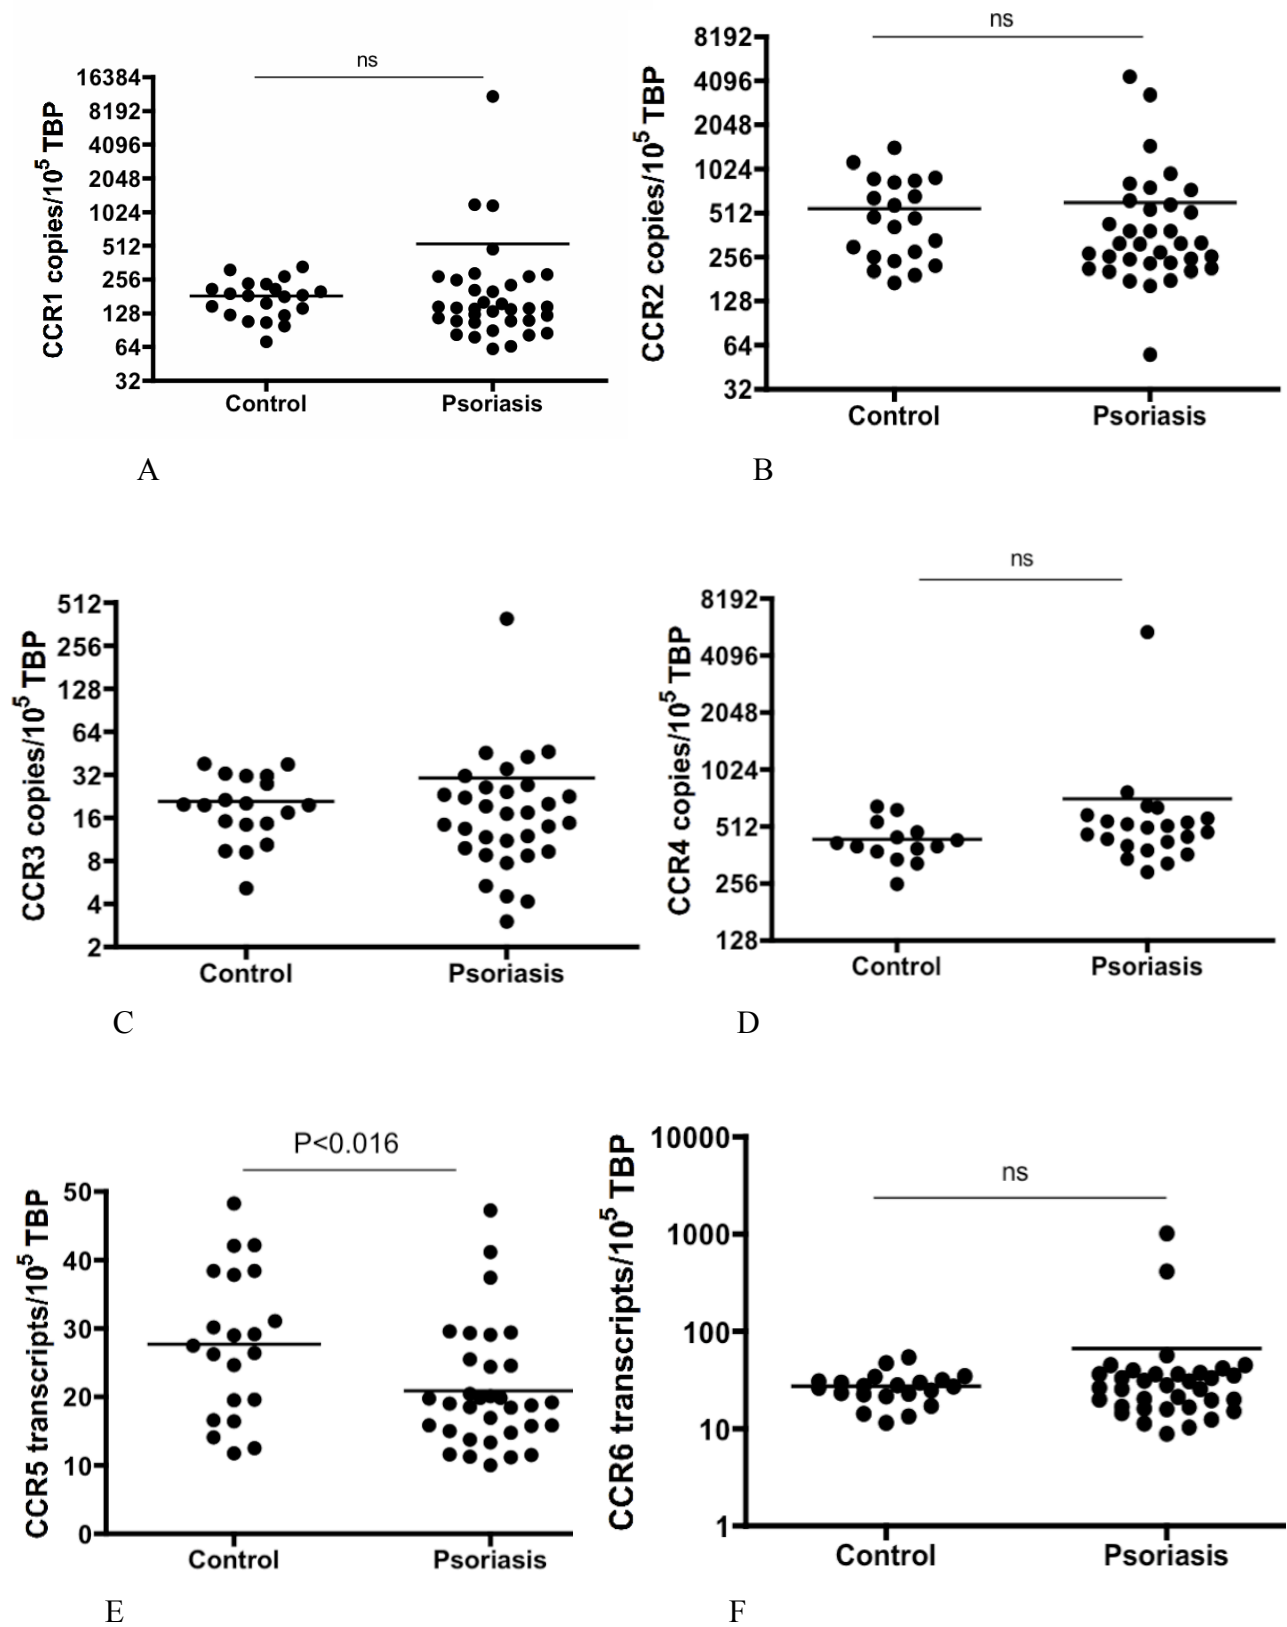 ns
16384
8192
4096
2048
1024
512
256
128
64
32
CCR1 copies/10⁵ TBP
Control Psoriasis
A
ns
8192
4096
2048
1024
512
256
128
64
32
CCR2 copies/10⁵ TBP
Control Psoriasis
B
512
256
128
64
32
16
8
4
2
CCR3 copies/10⁵ TBP
Control Psoriasis
C
ns
8192
4096
2048
1024
512
256
128
CCR4 copies/10⁵ TBP
Control Psoriasis
D
P<0.016
50
40
30
20
10
0
CCR5 transcripts/10⁵ TBP
Control Psoriasis
E
ns
10000
1000
100
10
1
CCR6 transcripts/10⁵ TBP
Control Psoriasis
F